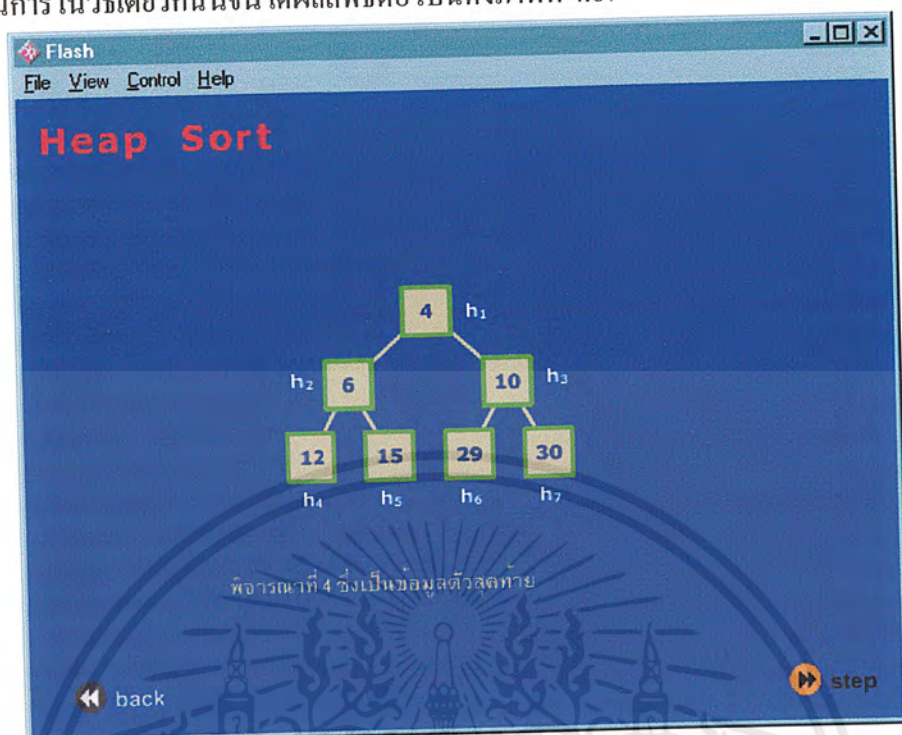 Flash
File View Control Help
Heap Sort
4 h₁
h₂ 6 10 h₃
12 15 29 30
h₄ h₅ h₆ h₇
พิจารณาที่ 4 ซึ่งเป็นข้อมูลตัวสุดท้าย
back step